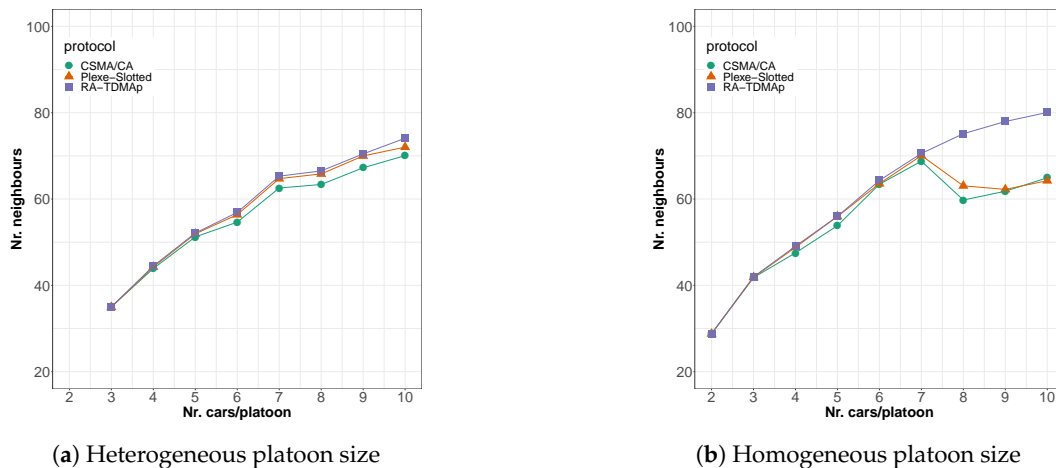 100
80
60
40
20
Nr. neighbours
protocol
CSMA/CA
Plexe−Slotted
RA−TDMAp
2 3 4 5 6 7 8 9 10
Nr. cars/platoon
(a) Heterogeneous platoon size
100
80
60
40
20
Nr. neighbours
protocol
CSMA/CA
Plexe−Slotted
RA−TDMAp
2 3 4 5 6 7 8 9 10
Nr. cars/platoon
(b) Homogeneous platoon size